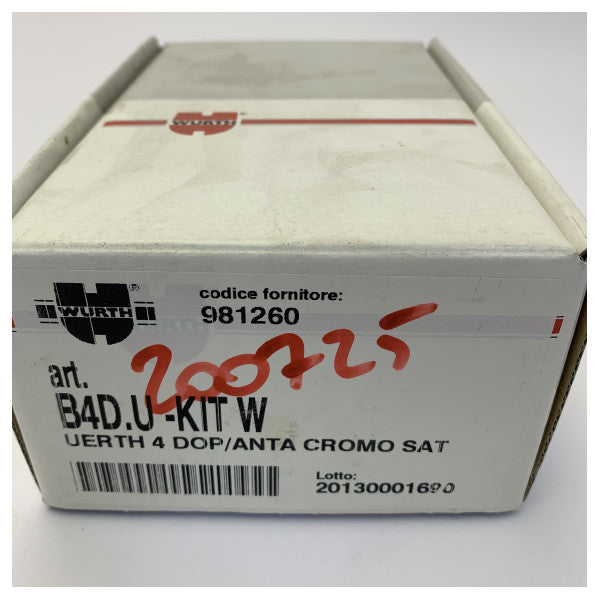 WURTH
WURTH
codice fornitore:
981260
200725
art.
B4D.U -KIT W
UERTH 4 DOP/ANTA CROMO SAT
Lotto:
20130001690